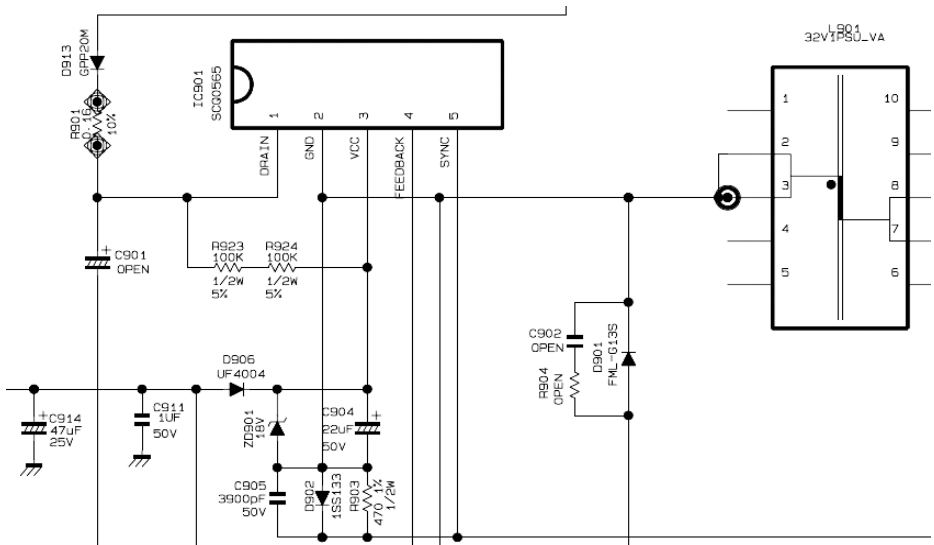 L901
32V1PSU_VA
D913
GPP20M
IC901
SCQ0565
1
2
3
4
5
DRAIN
GND
VCC
FEEDBACK
SYNC
R901
0.16
10%
1
2
3
4
5
10
9
8
7
6
C901
OPEN
R923
100K
1/2W
5%
R924
100K
1/2W
5%
C902
OPEN
R904
OPEN
D901
FML-G13S
D906
UF4004
C914
47uF
25V
C911
1UF
50V
ZD901
18V
C904
22uF
50V
C905
3900pF
50V
D902
1SS133
R903
470 1%
1/2W